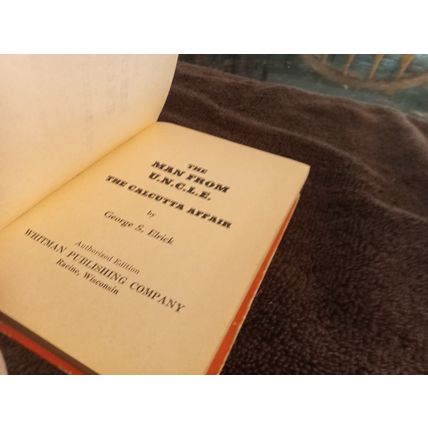 THE
MAN FROM
U.N.C.L.E.
THE CALCUTTA AFFAIR
by
George S. Elrick
Authorized Edition
WHITMAN PUBLISHING COMPANY
Racine, Wisconsin